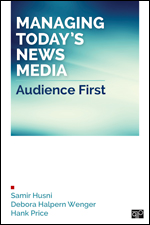 MANAGING
TODAY'S
NEWS
MEDIA
Audience First
Samir Husni
Debora Halpern Wenger
Hank Price